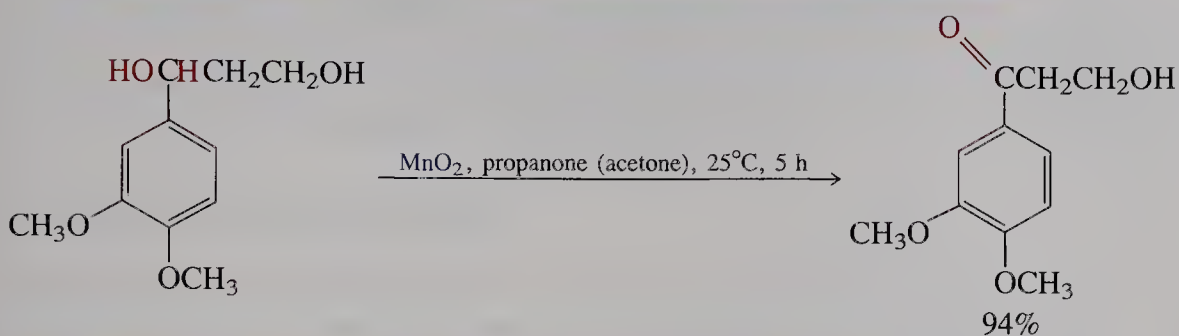 HOCHCH₂CH₂OH
CH₃O
OCH₃
MnO₂, propanone (acetone), 25°C, 5 h
O
CCH₂CH₂OH
CH₃O
OCH₃
94%